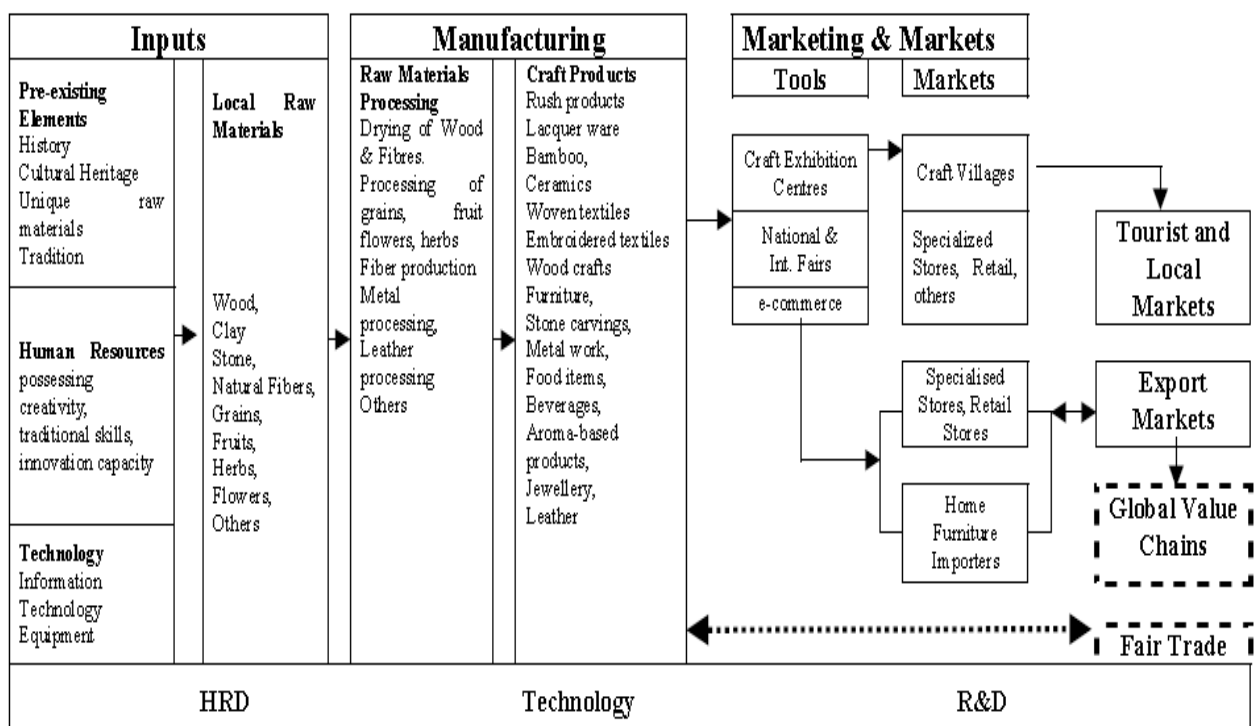 Inputs
Pre-existing
Elements
History
Cultural Heritage
Unique raw
materials
Tradition
Human Resources
possessing
creativity,
traditional skills,
innovation capacity
Technology
Information
Technology
Equipment
Local Raw
Materials
Wood,
Clay
Stone,
Natural Fibers,
Grains,
Fruits,
Herbs,
Flowers,
Others
Manufacturing
Raw Materials
Processing
Drying of Wood
& Fibres.
Processing of
grains, fruit
flowers, herbs
Fiber production
Metal
processing,
Leather
processing
Others
Craft Products
Rush products
Lacquer ware
Bamboo,
Ceramics
Woven textiles
Embroidered textiles
Wood crafts
Furniture,
Stone carvings,
Metal work,
Food items,
Beverages,
Aroma-based
products,
Jewellery,
Leather
Marketing & Markets
Tools
Markets
Craft Exhibition
Centres
National &
Int. Fairs
e-commerce
Craft Villages
Specialized
Stores, Retail,
others
Specialised
Stores, Retail
Stores
Home
Furniture
Importers
Tourist and
Local
Markets
Export
Markets
Global Value
Chains
Fair Trade
HRD
Technology
R&D